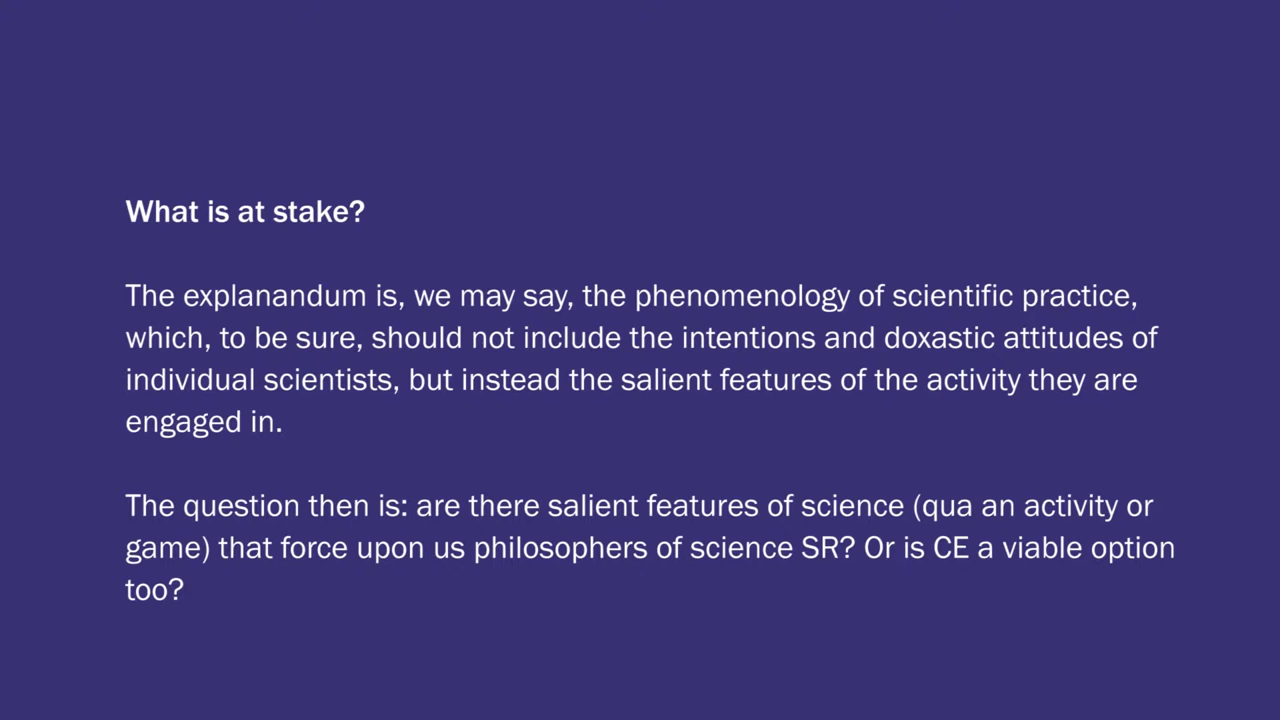 What is at stake?
The explanandum is, we may say, the phenomenology of scientific practice,
which, to be sure, should not include the intentions and doxastic attitudes of
individual scientists, but instead the salient features of the activity they are
engaged in.
The question then is: are there salient features of science (qua an activity or
game) that force upon us philosophers of science SR? Or is CE a viable option
too?